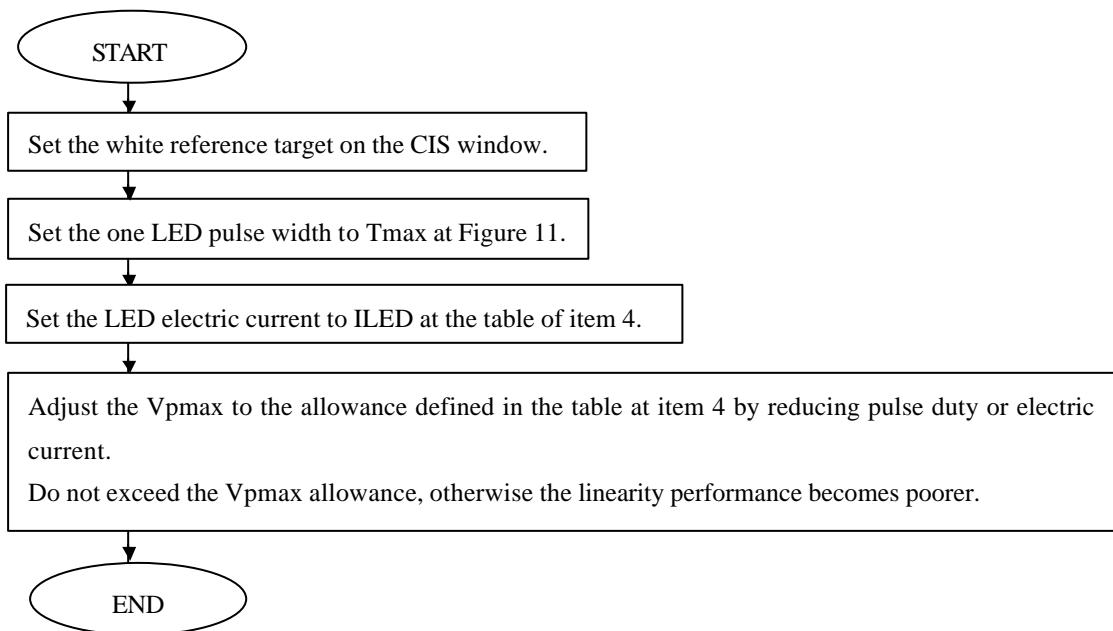 START
Set the white reference target on the CIS window.
Set the one LED pulse width to Tmax at Figure 11.
Set the LED electric current to ILED at the table of item 4.
Adjust the Vpmax to the allowance defined in the table at item 4 by reducing pulse duty or electric
current.
Do not exceed the Vpmax allowance, otherwise the linearity performance becomes poorer.
END